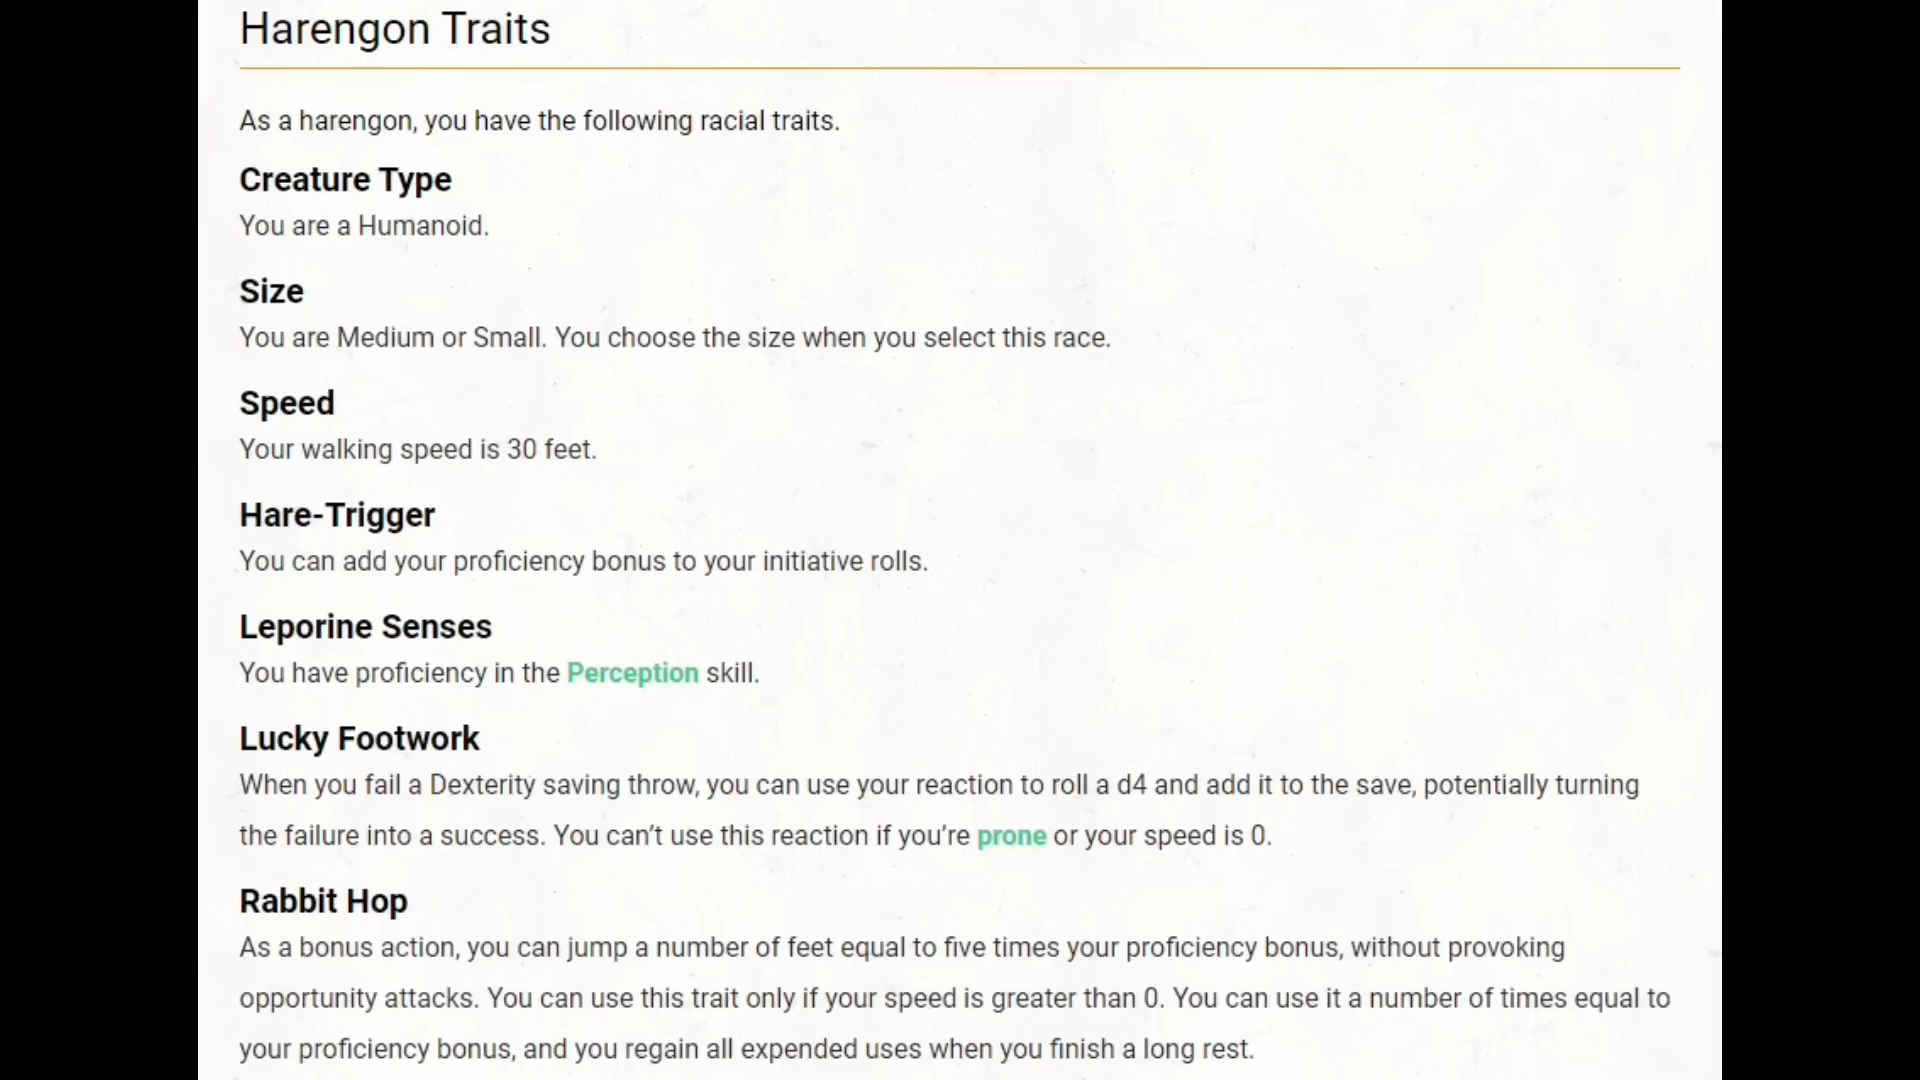 Harengon Traits
As a harengon, you have the following racial traits.
Creature Type
You are a Humanoid.
Size
You are Medium or Small. You choose the size when you select this race.
Speed
Your walking speed is 30 feet.
Hare-Trigger
You can add your proficiency bonus to your initiative rolls.
Leporine Senses
You have proficiency in the Perception skill.
Lucky Footwork
When you fail a Dexterity saving throw, you can use your reaction to roll a d4 and add it to the save, potentially turning
the failure into a success. You can’t use this reaction if you’re prone or your speed is 0.
Rabbit Hop
As a bonus action, you can jump a number of feet equal to five times your proficiency bonus, without provoking
opportunity attacks. You can use this trait only if your speed is greater than 0. You can use it a number of times equal to
your proficiency bonus, and you regain all expended uses when you finish a long rest.